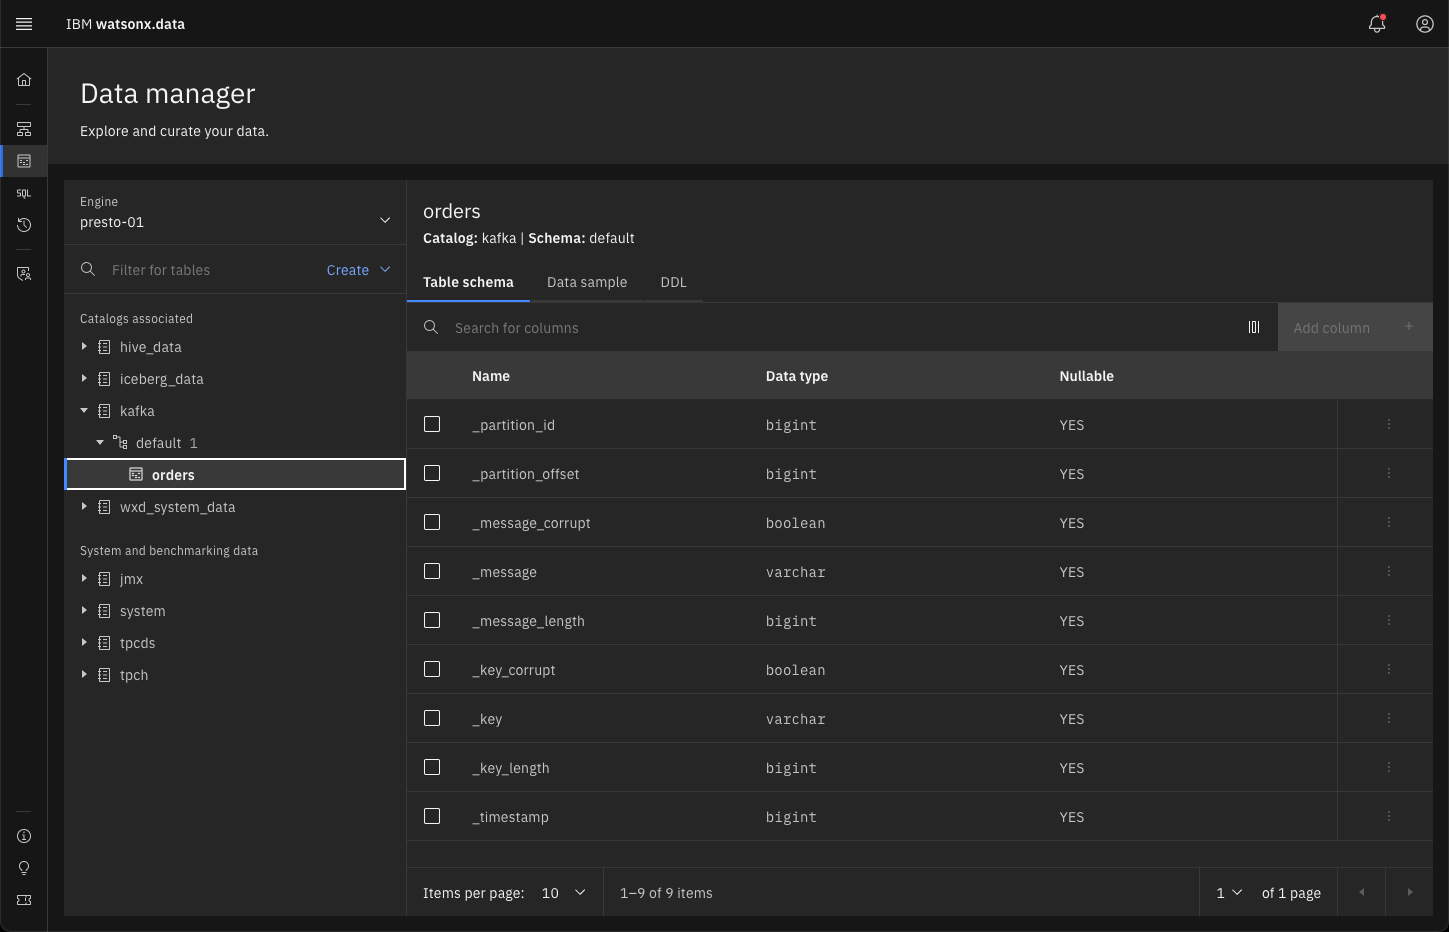 IBM watsonx.data
Data manager
Explore and curate your data.
SQL
Engine
presto-01
Filter for tables
Create
Catalogs associated
hive_data
iceberg_data
kafka
default 1
orders
wxd_system_data
System and benchmarking data
jmx
system
tpcds
tpch
orders
Catalog: kafka | Schema: default
Table schema Data sample DDL
Search for columns
Add column +
Name Data type Nullable
_partition_id bigint YES
_partition_offset bigint YES
_message_corrupt boolean YES
_message varchar YES
_message_length bigint YES
_key_corrupt boolean YES
_key varchar YES
_key_length bigint YES
_timestamp bigint YES
Items per page: 10 1–9 of 9 items 1 of 1 page